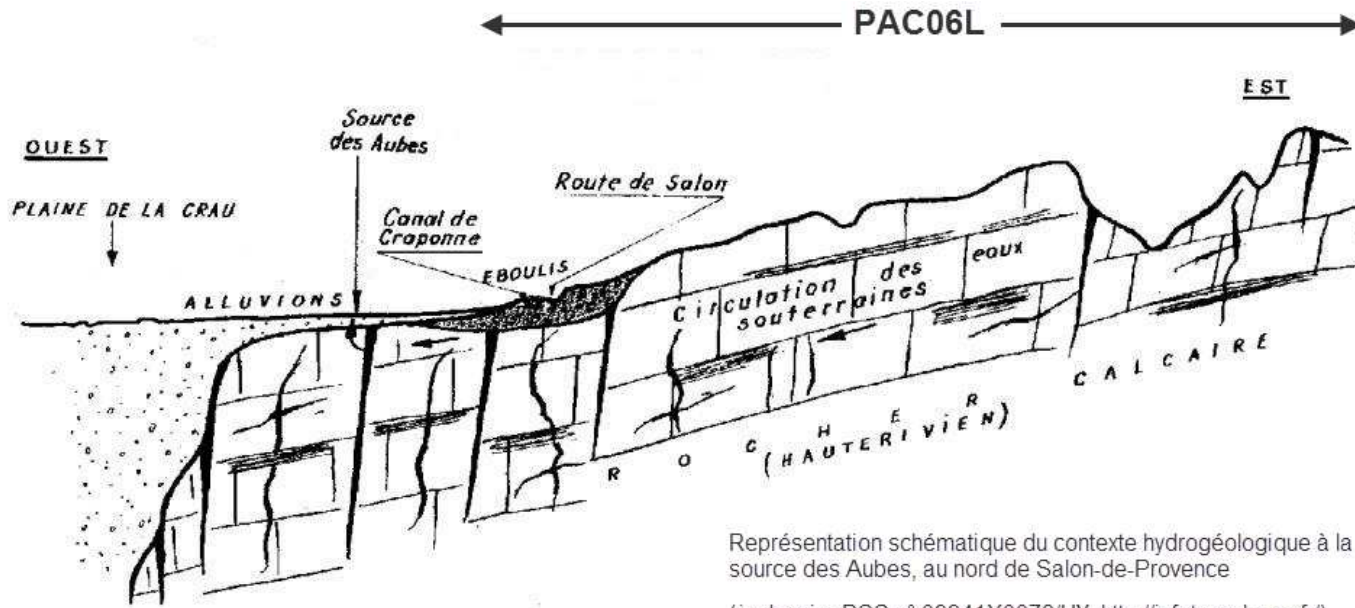 PAC06L
EST
OUEST
Source
des Aubes
Route de Salon
PLAINE DE LA CRAU
Canal de
Craponne
EBOULIS
ALLUVIONS
Circulation des eaux
souterraines
ROCHER CALCAIRE
(HAUTERIVIEN)
Représentation schématique du contexte hydrogéologique à la
source des Aubes, au nord de Salon-de-Provence